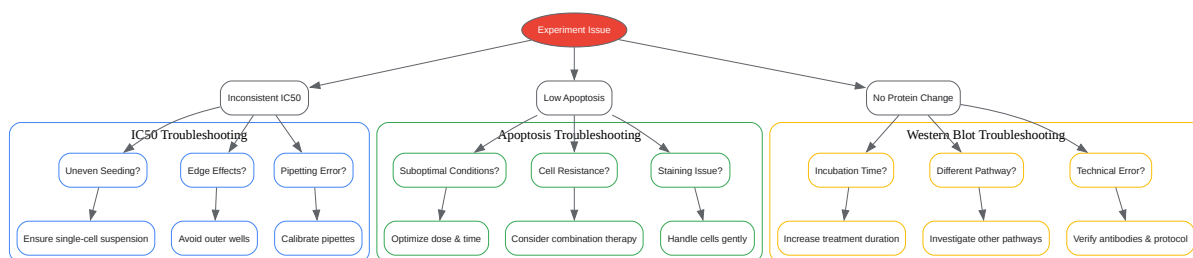 Experiment Issue
Inconsistent IC50
Low Apoptosis
No Protein Change
IC50 Troubleshooting
Apoptosis Troubleshooting
Western Blot Troubleshooting
Uneven Seeding?
Edge Effects?
Pipetting Error?
Suboptimal Conditions?
Cell Resistance?
Staining Issue?
Incubation Time?
Different Pathway?
Technical Error?
Ensure single-cell suspension
Avoid outer wells
Calibrate pipettes
Optimize dose & time
Consider combination therapy
Handle cells gently
Increase treatment duration
Investigate other pathways
Verify antibodies & protocol